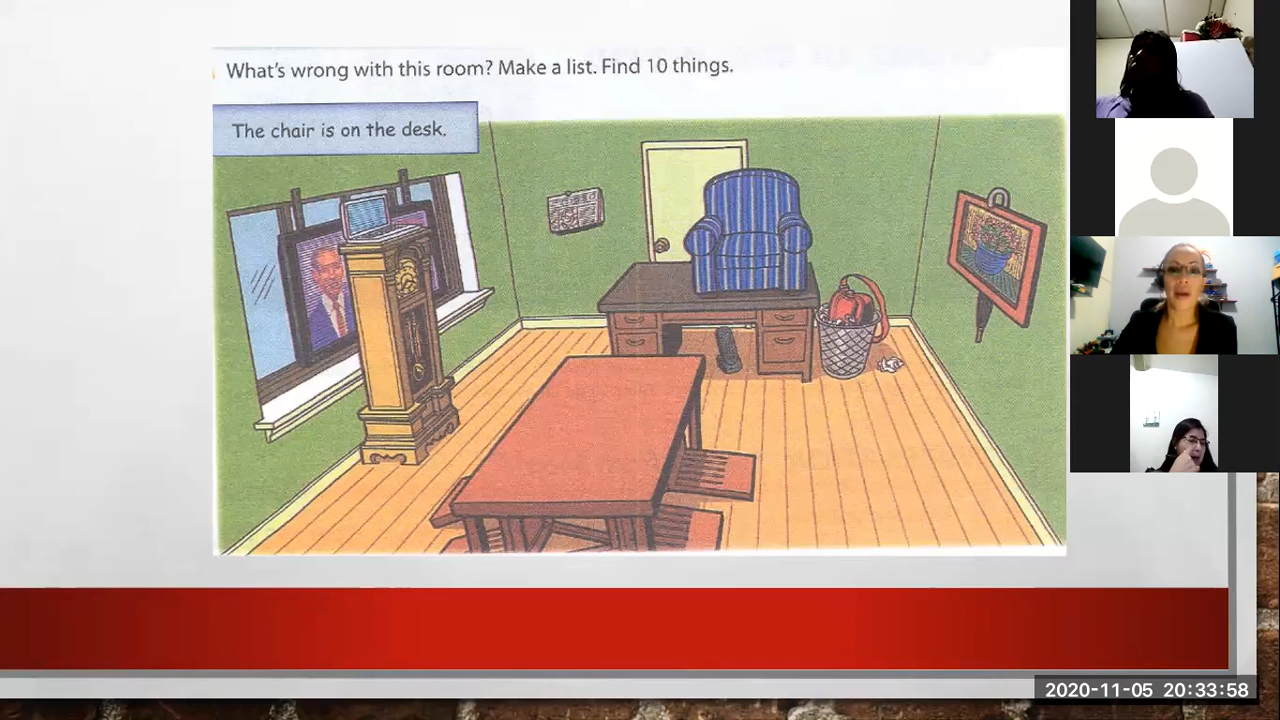 What's wrong with this room? Make a list. Find 10 things.
The chair is on the desk.
2020-11-05 20:33:58